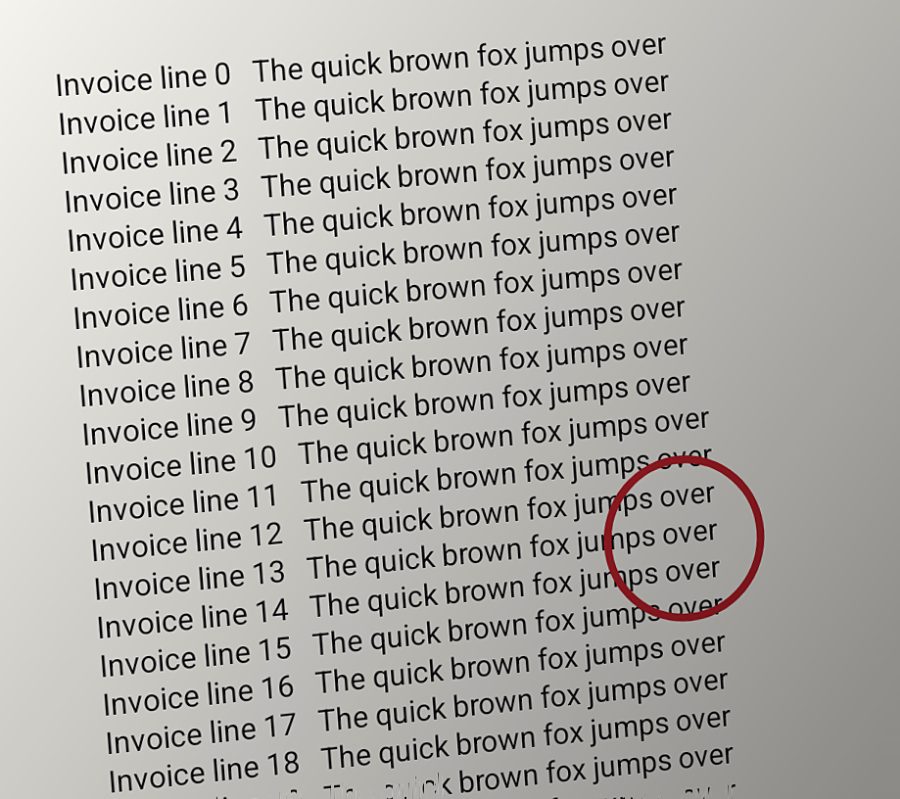 Invoice line 0 The quick brown fox jumps over
Invoice line 1 The quick brown fox jumps over
Invoice line 2 The quick brown fox jumps over
Invoice line 3 The quick brown fox jumps over
Invoice line 4 The quick brown fox jumps over
Invoice line 5 The quick brown fox jumps over
Invoice line 6 The quick brown fox jumps over
Invoice line 7 The quick brown fox jumps over
Invoice line 8 The quick brown fox jumps over
Invoice line 9 The quick brown fox jumps over
Invoice line 10 The quick brown fox jumps over
Invoice line 11 The quick brown fox jumps over
Invoice line 12 The quick brown fox jumps over
Invoice line 13 The quick brown fox jumps over
Invoice line 14 The quick brown fox jumps over
Invoice line 15 The quick brown fox jumps over
Invoice line 16 The quick brown fox jumps over
Invoice line 17 The quick brown fox jumps over
Invoice line 18 The quick brown fox jumps over
brown fox jumps over